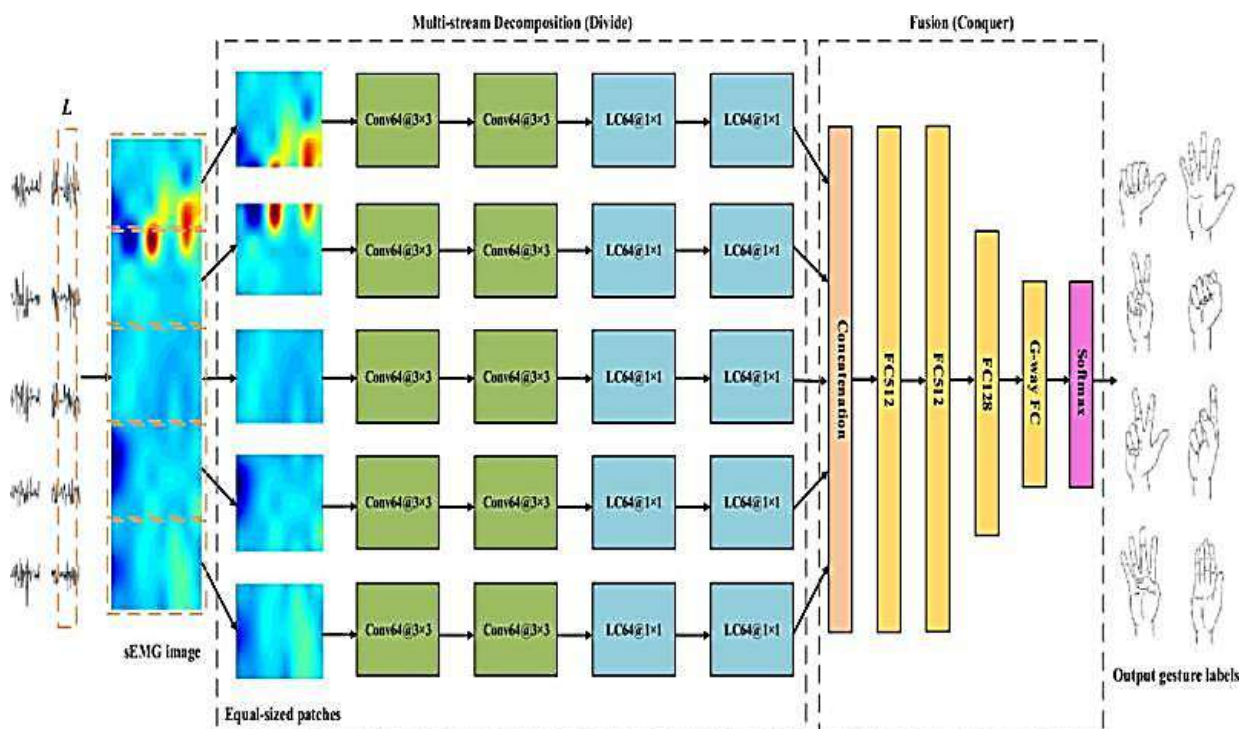 Multi-stream Decomposition (Divide)
Fusion (Conquer)
L
Conv64@3×3
Conv64@3×3
LC64@1×1
LC64@1×1
Conv64@3×3
Conv64@3×3
LC64@1×1
LC64@1×1
Conv64@3×3
Conv64@3×3
LC64@1×1
LC64@1×1
Conv64@3×3
Conv64@3×3
LC64@1×1
LC64@1×1
Conv64@3×3
Conv64@3×3
LC64@1×1
LC64@1×1
Concatenation
FC512
FC512
FC128
G-way FC
Softmax
sEMG image
Equal-sized patches
Output gesture labels